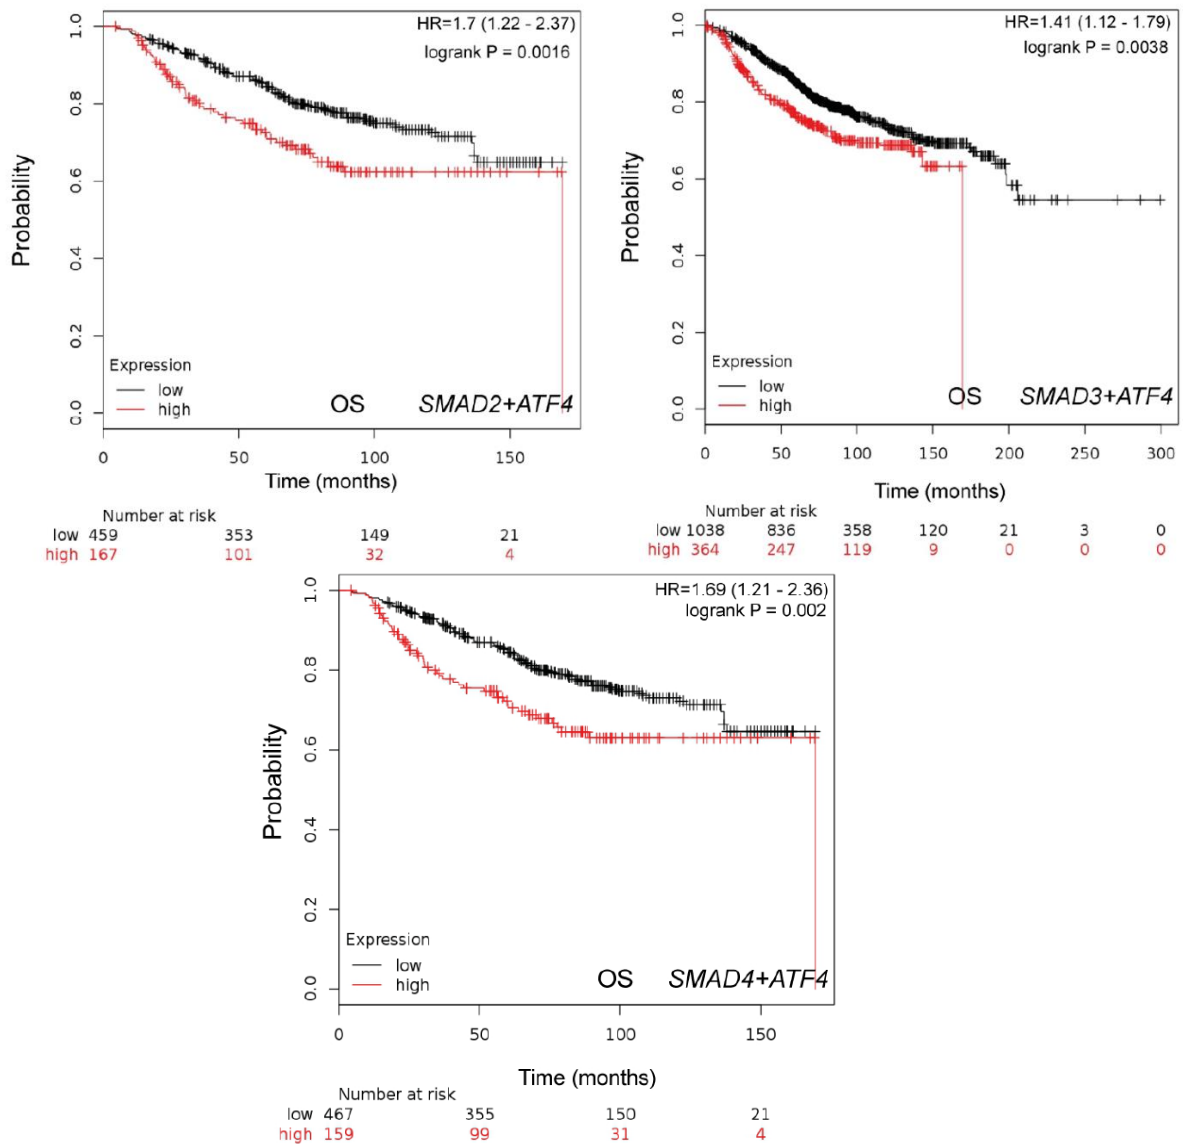 HR=1.7 (1.22 - 2.37)
logrank P = 0.0016
Probability
1.0
0.8
0.6
0.4
0.2
0.0
Expression
low
high
OS SMAD2+ATF4
0 50 100 150
Time (months)
Number at risk
low 459 353 149 21
high 167 101 32 4
HR=1.41 (1.12 - 1.79)
logrank P = 0.0038
Probability
1.0
0.8
0.6
0.4
0.2
0.0
Expression
low
high
OS SMAD3+ATF4
0 50 100 150 200 250 300
Time (months)
Number at risk
low 1038 836 358 120 21 3 0
high 364 247 119 9 0 0 0
HR=1.69 (1.21 - 2.36)
logrank P = 0.002
Probability
1.0
0.8
0.6
0.4
0.2
0.0
Expression
low
high
OS SMAD4+ATF4
0 50 100 150
Time (months)
Number at risk
low 467 355 150 21
high 159 99 31 4